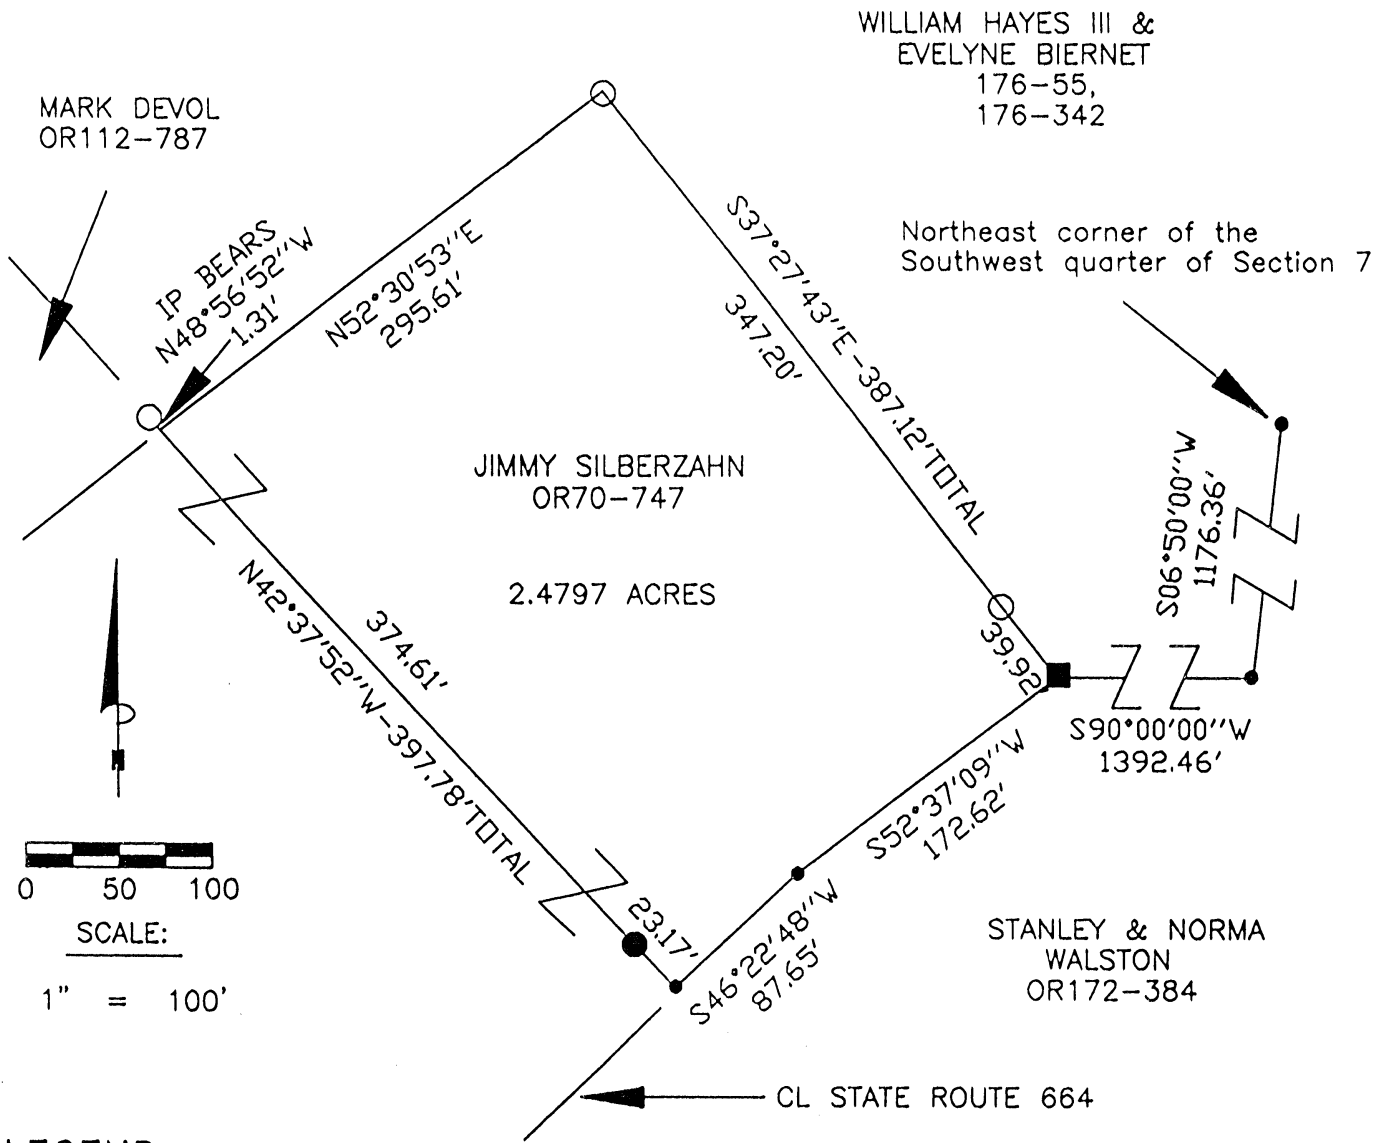 WILLIAM HAYES III &
EVELYNE BIERNET
176-55,
176-342
MARK DEVOL
OR112-787
Northeast corner of the
Southwest quarter of Section 7
IP BEARS
N48°56'52''W
1.31'
N52°30'53''E
295.61'
S37°27'43''E-387.12'TOTAL
347.20'
JIMMY SILBERZAHN
OR70-747
2.4797 ACRES
S06°50'00''W
1176.36'
39.92
S90°00'00''W
1392.46'
374.61'
N42°37'52''W-397.78'TOTAL
S52°37'09''W
172.62'
23.17'
S46°22'48''W
87.65'
N
0 50 100
SCALE:
1" = 100'
STANLEY & NORMA
WALSTON
OR172-384
CL STATE ROUTE 664